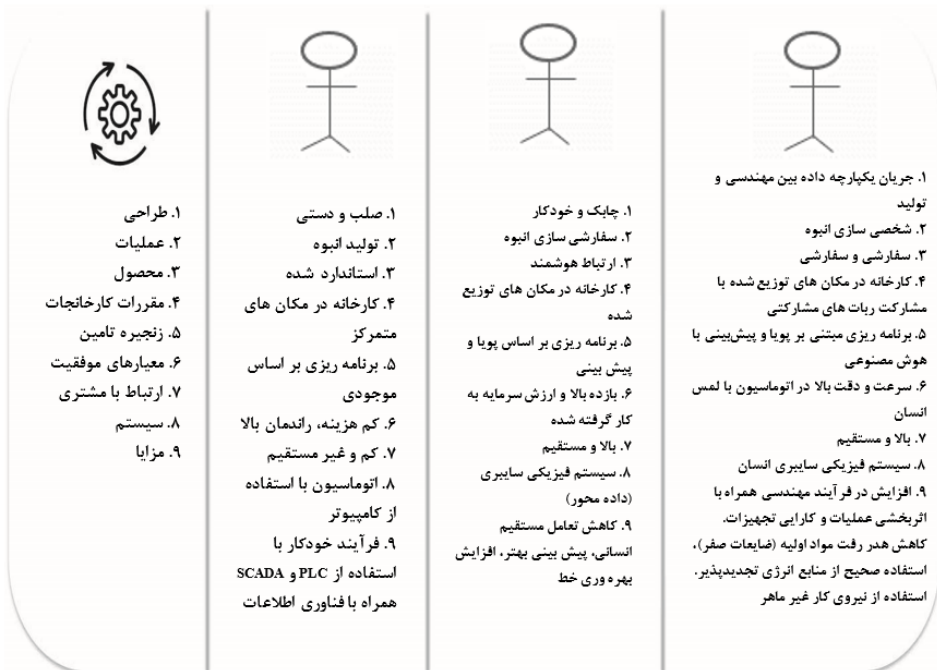 ۱. طراحی
۲. عملیات
۳. محصول
۴. مقررات کارخانجات
۵. زنجیره تامین
۶. معیارهای موفقیت
۷. ارتباط با مشتری
۸. سیستم
۹. مزایا
۱. صلب و دستی
۲. تولید انبوه
۳. استاندارد شده
۴. کارخانه در مکان های
متمرکز
۵. برنامه ریزی بر اساس
موجودی
۶. کم هزینه، راندمان بالا
۷. کم و غیر مستقیم
۸. اتوماسیون با استفاده
از کامپیوتر
۹. فرآیند خودکار با
استفاده از PLC و SCADA
همراه با فناوری اطلاعات
۱. چابک و خودکار
۲. سفارشی سازی انبوه
۳. ارتباط هوشمند
۴. کارخانه در مکان های توزیع
شده
۵. برنامه ریزی بر اساس پویا و
پیش بینی
۶. بازده بالا و ارزش سرمایه به
کار گرفته شده
۷. بالا و مستقیم
۸. سیستم فیزیکی سایبری
(داده محور)
۹. کاهش تعامل مستقیم
انسانی، پیش بینی بهتر، افزایش
بهره وری خط
۱. جریان یکپارچه داده بین مهندسی و
تولید
۲. شخصی سازی انبوه
۳. سفارشی و سفارشی
۴. کارخانه در مکان های توزیع شده با
مشارکت ربات های مشارکتی
۵. برنامه ریزی مبتنی بر پویا و پیش‌بینی با
هوش مصنوعی
۶. سرعت و دقت بالا در اتوماسیون با لمس
انسان
۷. بالا و مستقیم
۸. سیستم فیزیکی سایبری انسان
۹. افزایش در فر آیند مهندسی همراه با
اثربخشی عملیات و کارایی تجهیزات.
کاهش هدر رفت مواد اولیه (ضایعات صفر)،
استفاده صحیح از منابع انرژی تجدیدپذیر.
استفاده از نیروی کار غیر ماهر